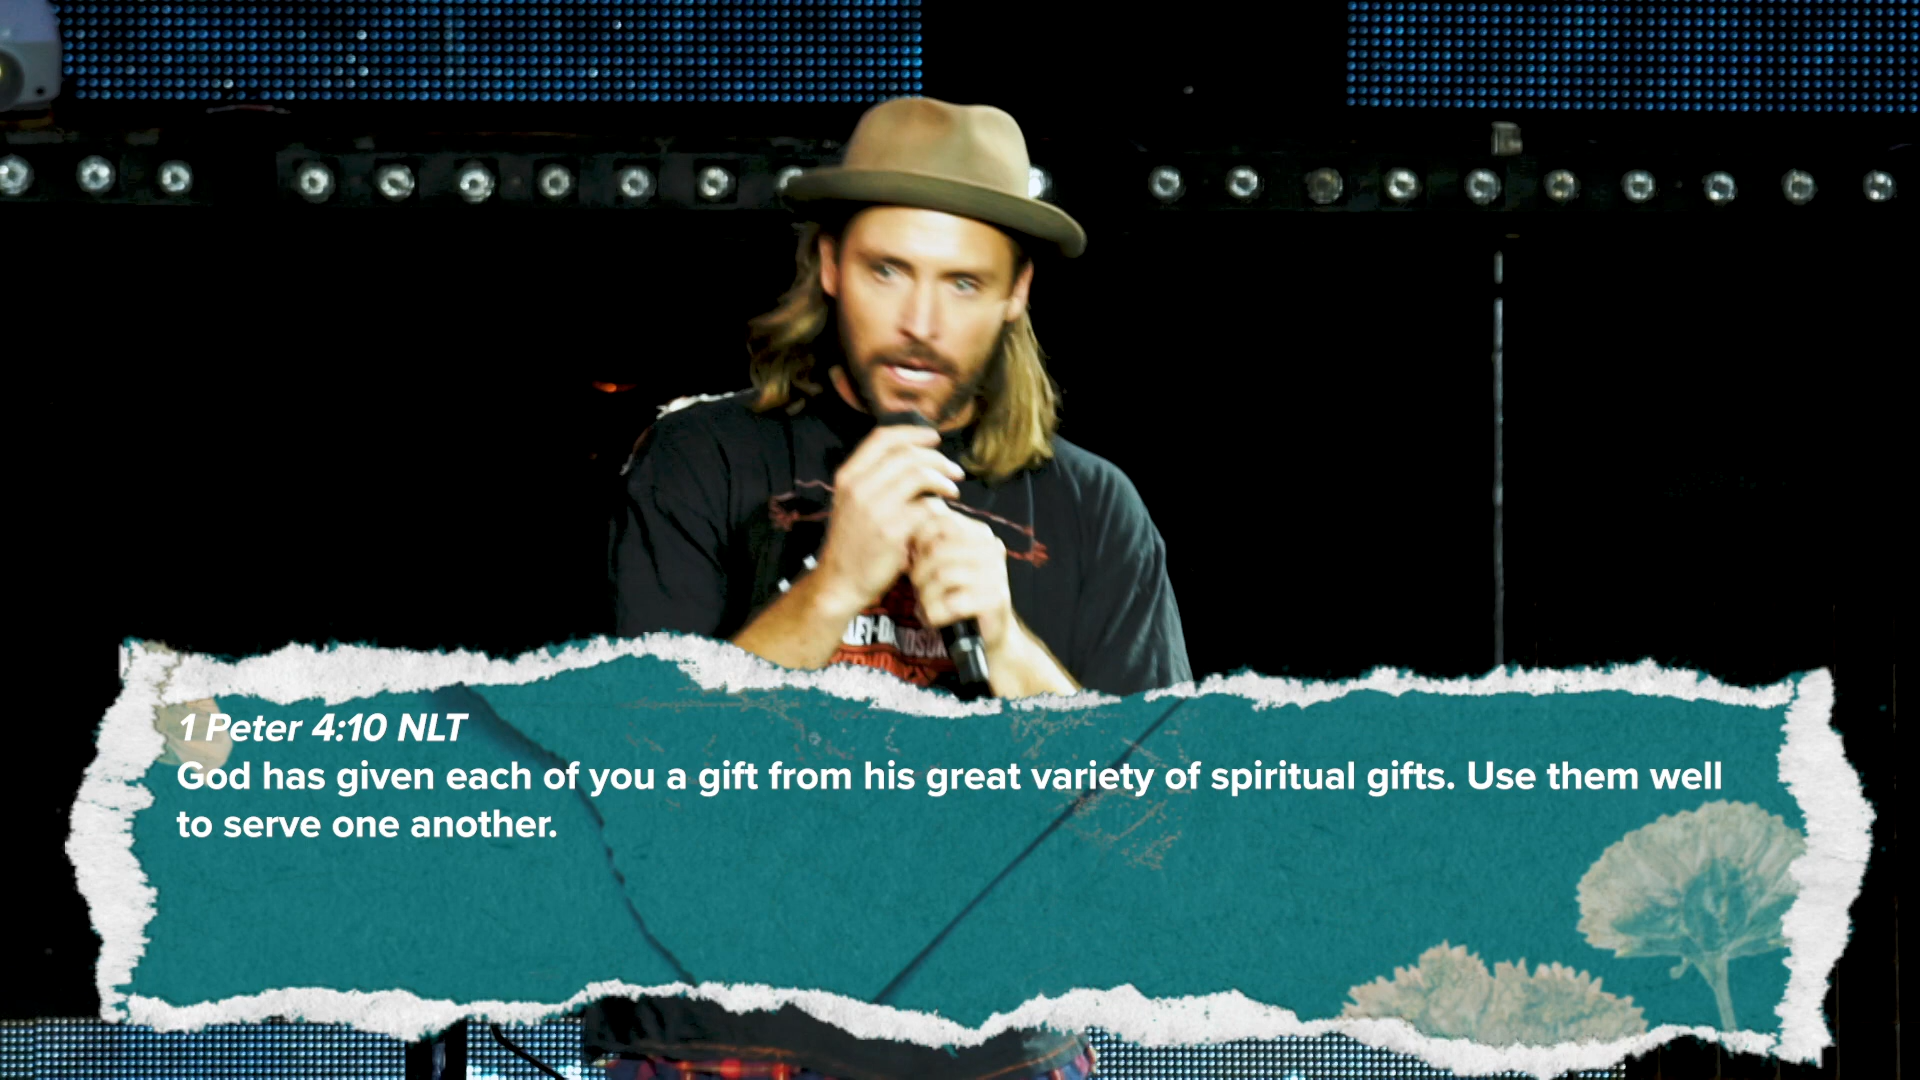 1 Peter 4:10 NLT
God has given each of you a gift from his great variety of spiritual gifts. Use them well
to serve one another.